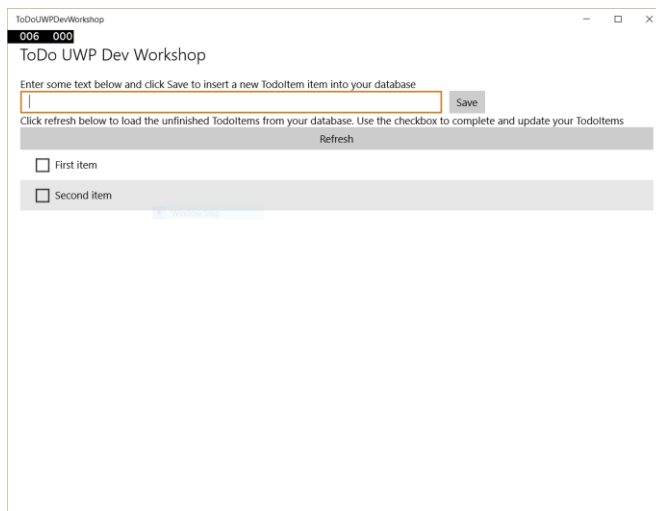 ToDoUWPDevWorkshop
006 000
ToDo UWP Dev Workshop
Enter some text below and click Save to insert a new TodoItem item into your database
Save
Click refresh below to load the unfinished TodoItems from your database. Use the checkbox to complete and update your TodoItems
Refresh
First item
Second item
Window Snip